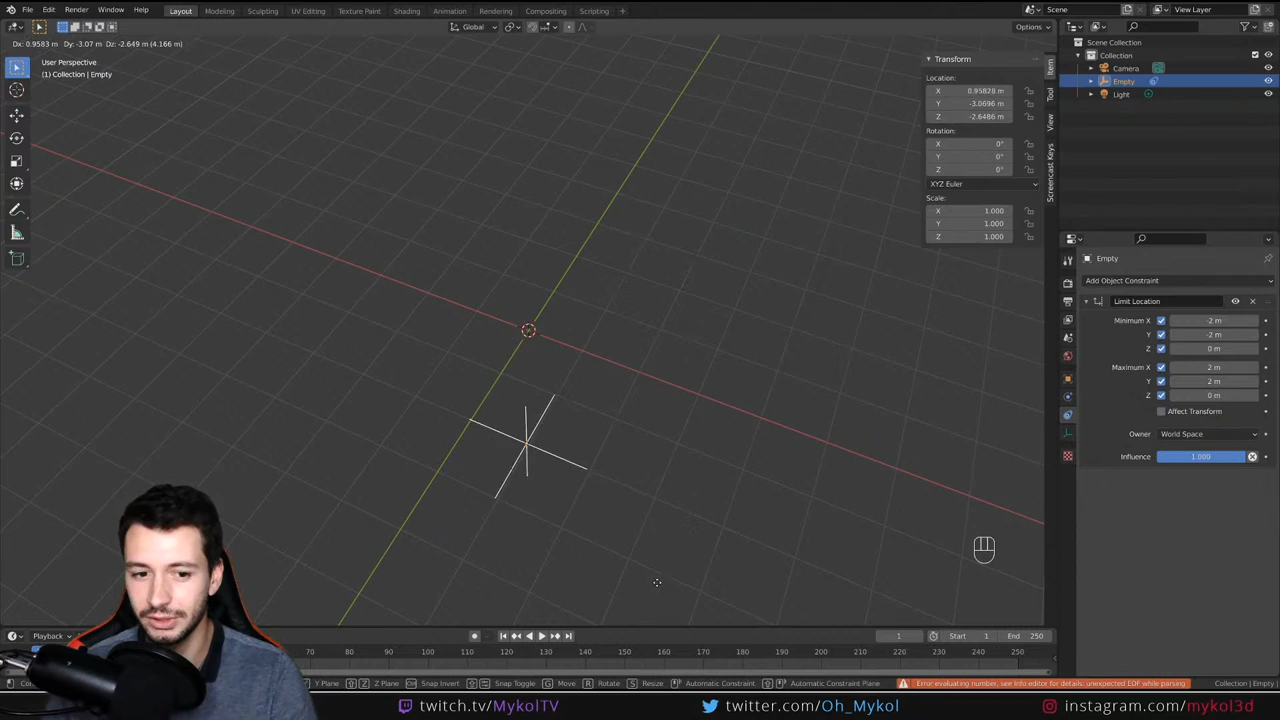 File Edit Render Window Help Layout Modeling Sculpting UV Editing Texture Paint Shading Animation Rendering Compositing Scripting + Scene View Layer
Global Options
Dx: 0.9583 m Dy: -3.07 m Dz: -2.649 m (4.166 m)
User Perspective
(1) Collection | Empty
Transform
Location:
X 0.95828 m
Y -3.0696 m
Z -2.6486 m
Rotation:
X 0°
Y 0°
Z 0°
XYZ Euler
Scale:
X 1.000
Y 1.000
Z 1.000
Item
Tool
View
Screencast Keys
Scene Collection
Collection
Camera
Empty
Light
Empty
Add Object Constraint
Limit Location
Minimum X -2 m
Y -2 m
Z 0 m
Maximum X 2 m
Y 2 m
Z 0 m
Affect Transform
Owner World Space
Influence 1.000
Playback 1 Start 1 End 250
70 80 90 100 110 120 130 140 150 160 170 180 190 200 210 220 230 240 250
Y Plane Z Plane Snap Invert Snap Toggle G Move R Rotate S Resize Automatic Constraint Automatic Constraint Plane Error evaluating number, see Info editor for details: unexpected EOF while parsing Collection | Empty
twitch.tv/MykolTV twitter.com/Oh_Mykol instagram.com/mykol3d